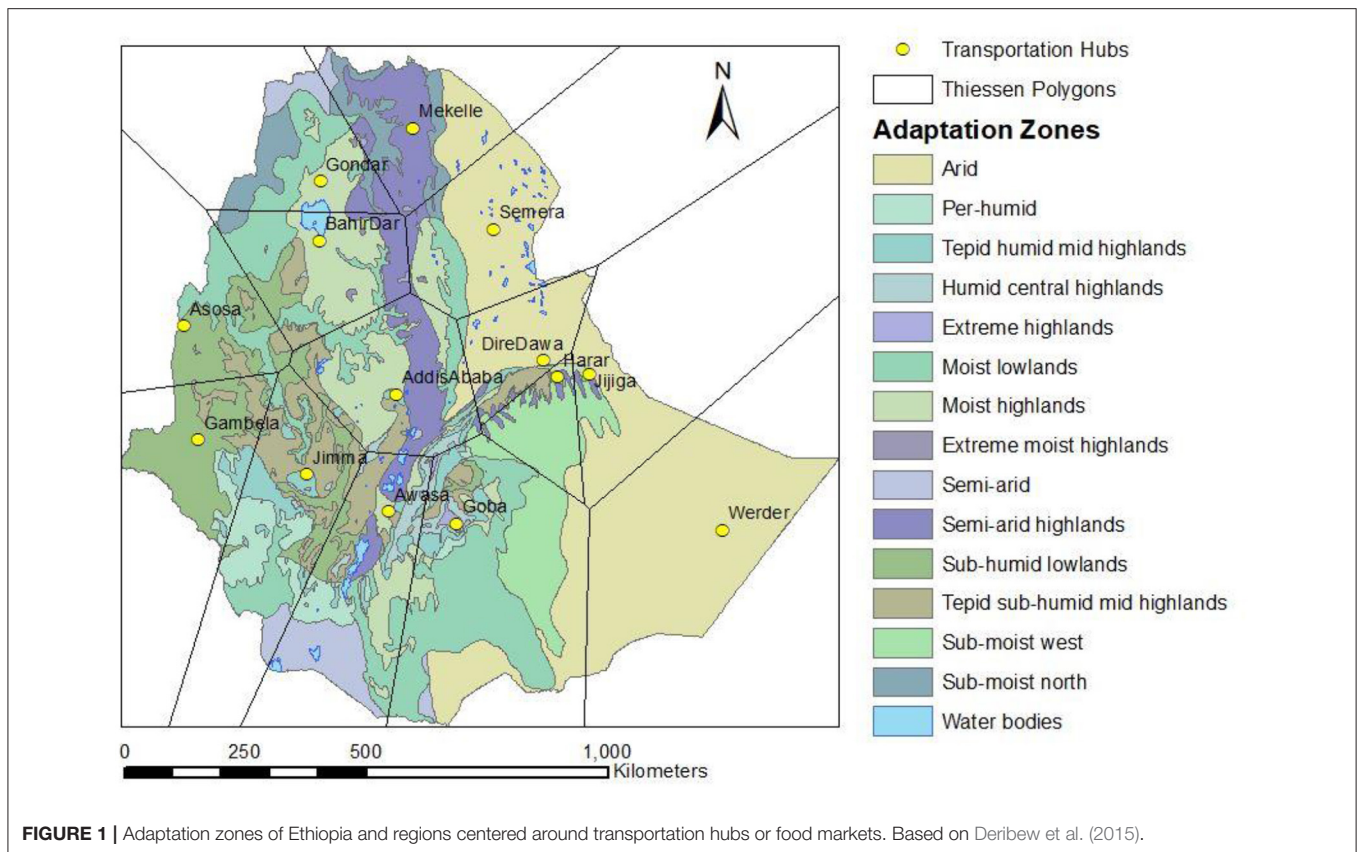 Transportation Hubs
Thiessen Polygons
Adaptation Zones
Arid
Per-humid
Tepid humid mid highlands
Humid central highlands
Extreme highlands
Moist lowlands
Moist highlands
Extreme moist highlands
Semi-arid
Semi-arid highlands
Sub-humid lowlands
Tepid sub-humid mid highlands
Sub-moist west
Sub-moist north
Water bodies
N
Mekelle
Gondar
Semera
BahirDar
Asosa
DireDawa
Harar
Jijiga
AddisAbaba
Gambela
Jimma
Awasa
Goba
Werder
0 250 500 1,000
Kilometers
FIGURE 1 | Adaptation zones of Ethiopia and regions centered around transportation hubs or food markets. Based on Deribew et al. (2015).